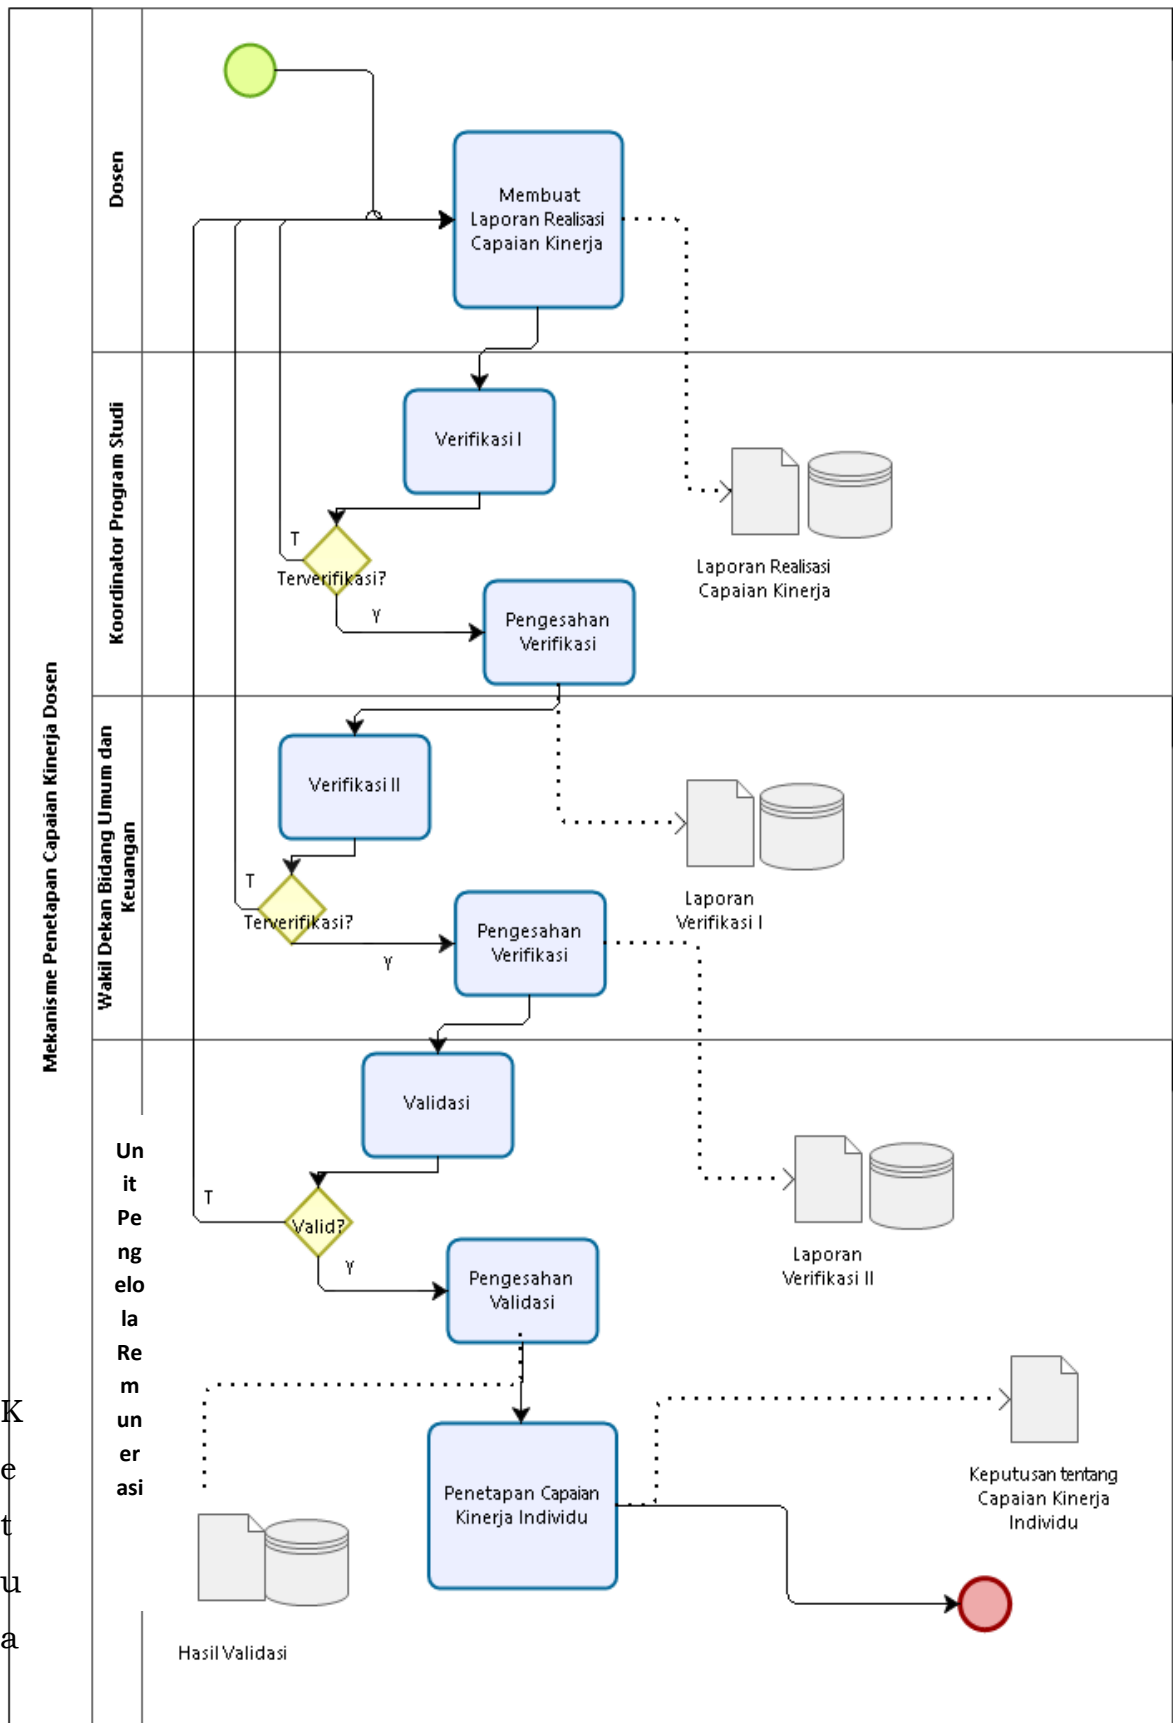 Mekanisme Penetapan Capaian Kinerja Dosen
Dosen
Membuat
Laporan Realisasi
Capaian Kinerja
Koordinator Program Studi
Verifikasi I
T
Terverifikasi?
Y
Pengesahan
Verifikasi
Laporan Realisasi
Capaian Kinerja
Wakil Dekan Bidang Umum dan
Keuangan
Verifikasi II
T
Terverifikasi?
Y
Pengesahan
Verifikasi
Laporan
Verifikasi I
Un
it
Pe
ng
elo
la
Re
m
un
er
asi
Validasi
T
Valid?
Y
Pengesahan
Validasi
Laporan
Verifikasi II
Penetapan Capaian
Kinerja Individu
Keputusan tentang
Capaian Kinerja
Individu
Hasil Validasi
K
e
t
u
a